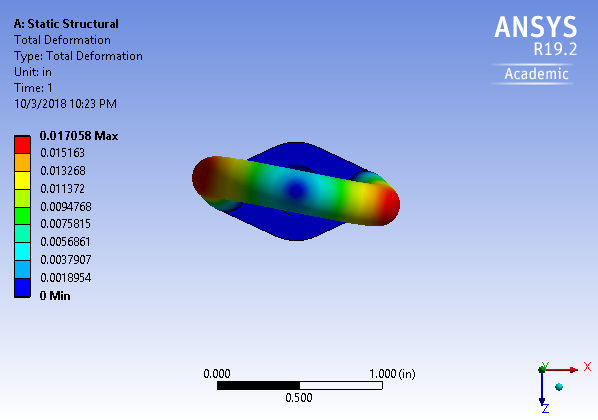 A: Static Structural
Total Deformation
Type: Total Deformation
Unit: in
Time: 1
10/3/2018 10:23 PM
ANSYS
R19.2
Academic
0.017058 Max
0.015163
0.013268
0.011372
0.0094768
0.0075815
0.0056861
0.0037907
0.0018954
0 Min
0.000 1.000 (in)
0.500
Y X
Z